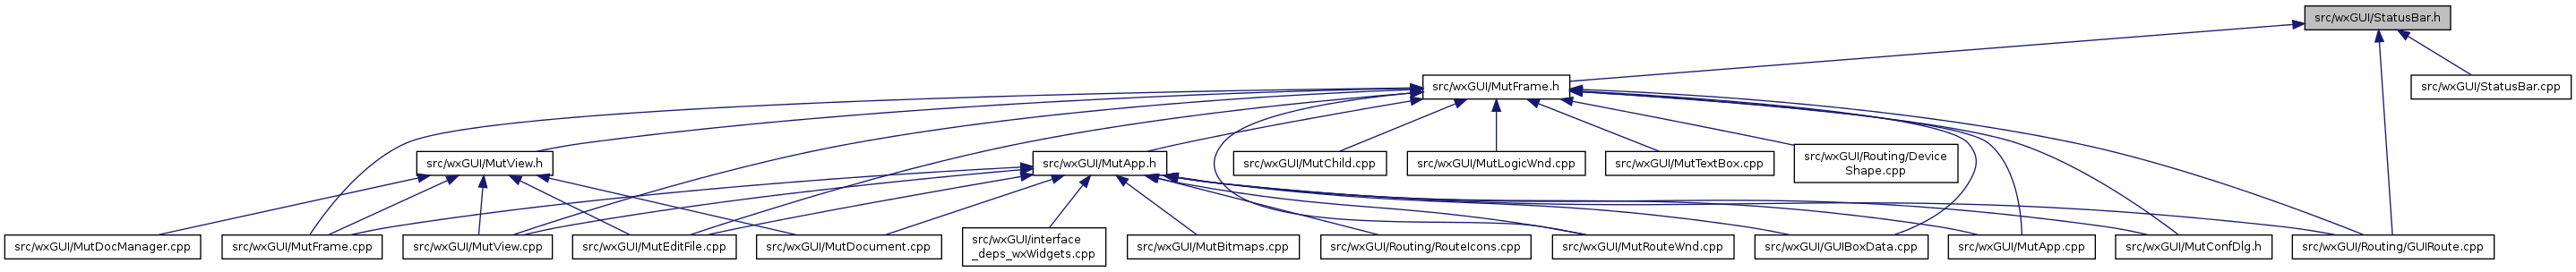 src/wxGUI/StatusBar.h
src/wxGUI/MutFrame.h
src/wxGUI/StatusBar.cpp
src/wxGUI/MutView.h
src/wxGUI/MutApp.h
src/wxGUI/MutChild.cpp
src/wxGUI/MutLogicWnd.cpp
src/wxGUI/MutTextBox.cpp
src/wxGUI/Routing/Device
Shape.cpp
src/wxGUI/MutDocManager.cpp
src/wxGUI/MutFrame.cpp
src/wxGUI/MutView.cpp
src/wxGUI/MutEditFile.cpp
src/wxGUI/MutDocument.cpp
src/wxGUI/interface
_deps_wxWidgets.cpp
src/wxGUI/MutBitmaps.cpp
src/wxGUI/Routing/RouteIcons.cpp
src/wxGUI/MutRouteWnd.cpp
src/wxGUI/GUIBoxData.cpp
src/wxGUI/MutApp.cpp
src/wxGUI/MutConfDlg.h
src/wxGUI/Routing/GUIRoute.cpp